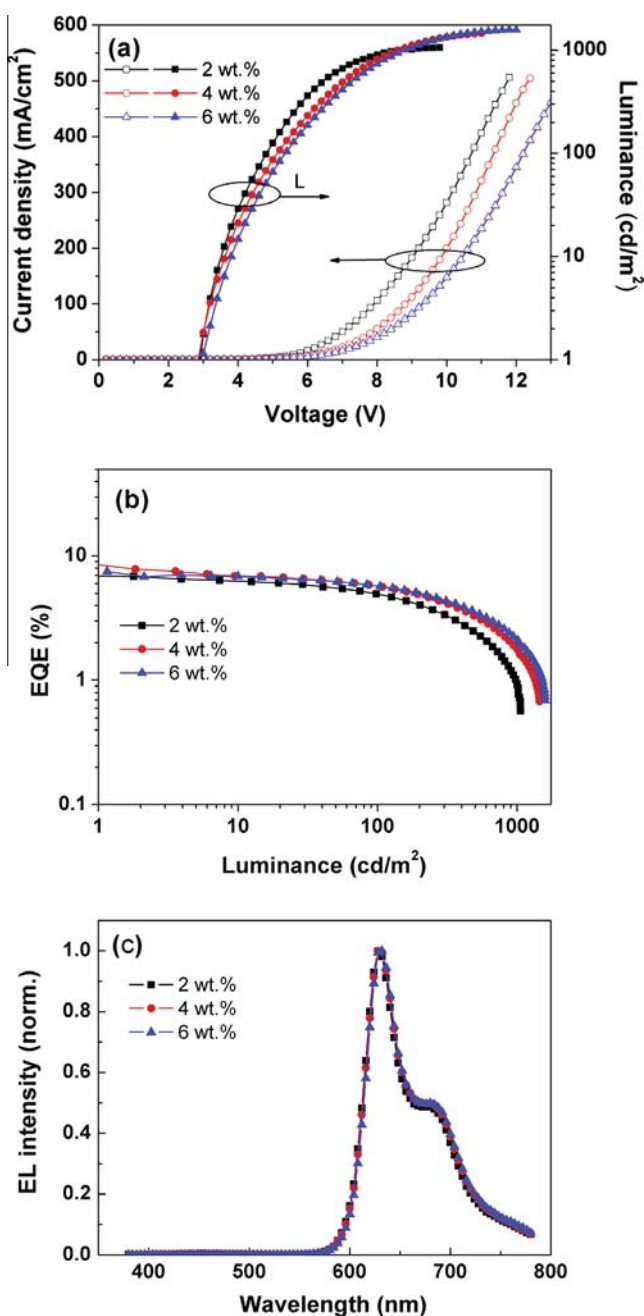 (a)
2 wt.%
4 wt.%
6 wt.%
L
600
500
400
300
200
100
0
Current density (mA/cm²)
1000
100
10
1
Luminance (cd/m²)
0 2 4 6 8 10 12
Voltage (V)
(b)
2 wt.%
4 wt.%
6 wt.%
10
1
0.1
EQE (%)
1 10 100 1000
Luminance (cd/m²)
(c)
2 wt.%
4 wt.%
6 wt.%
1.0
0.8
0.6
0.4
0.2
0.0
EL intensity (norm.)
400 500 600 700 800
Wavelength (nm)